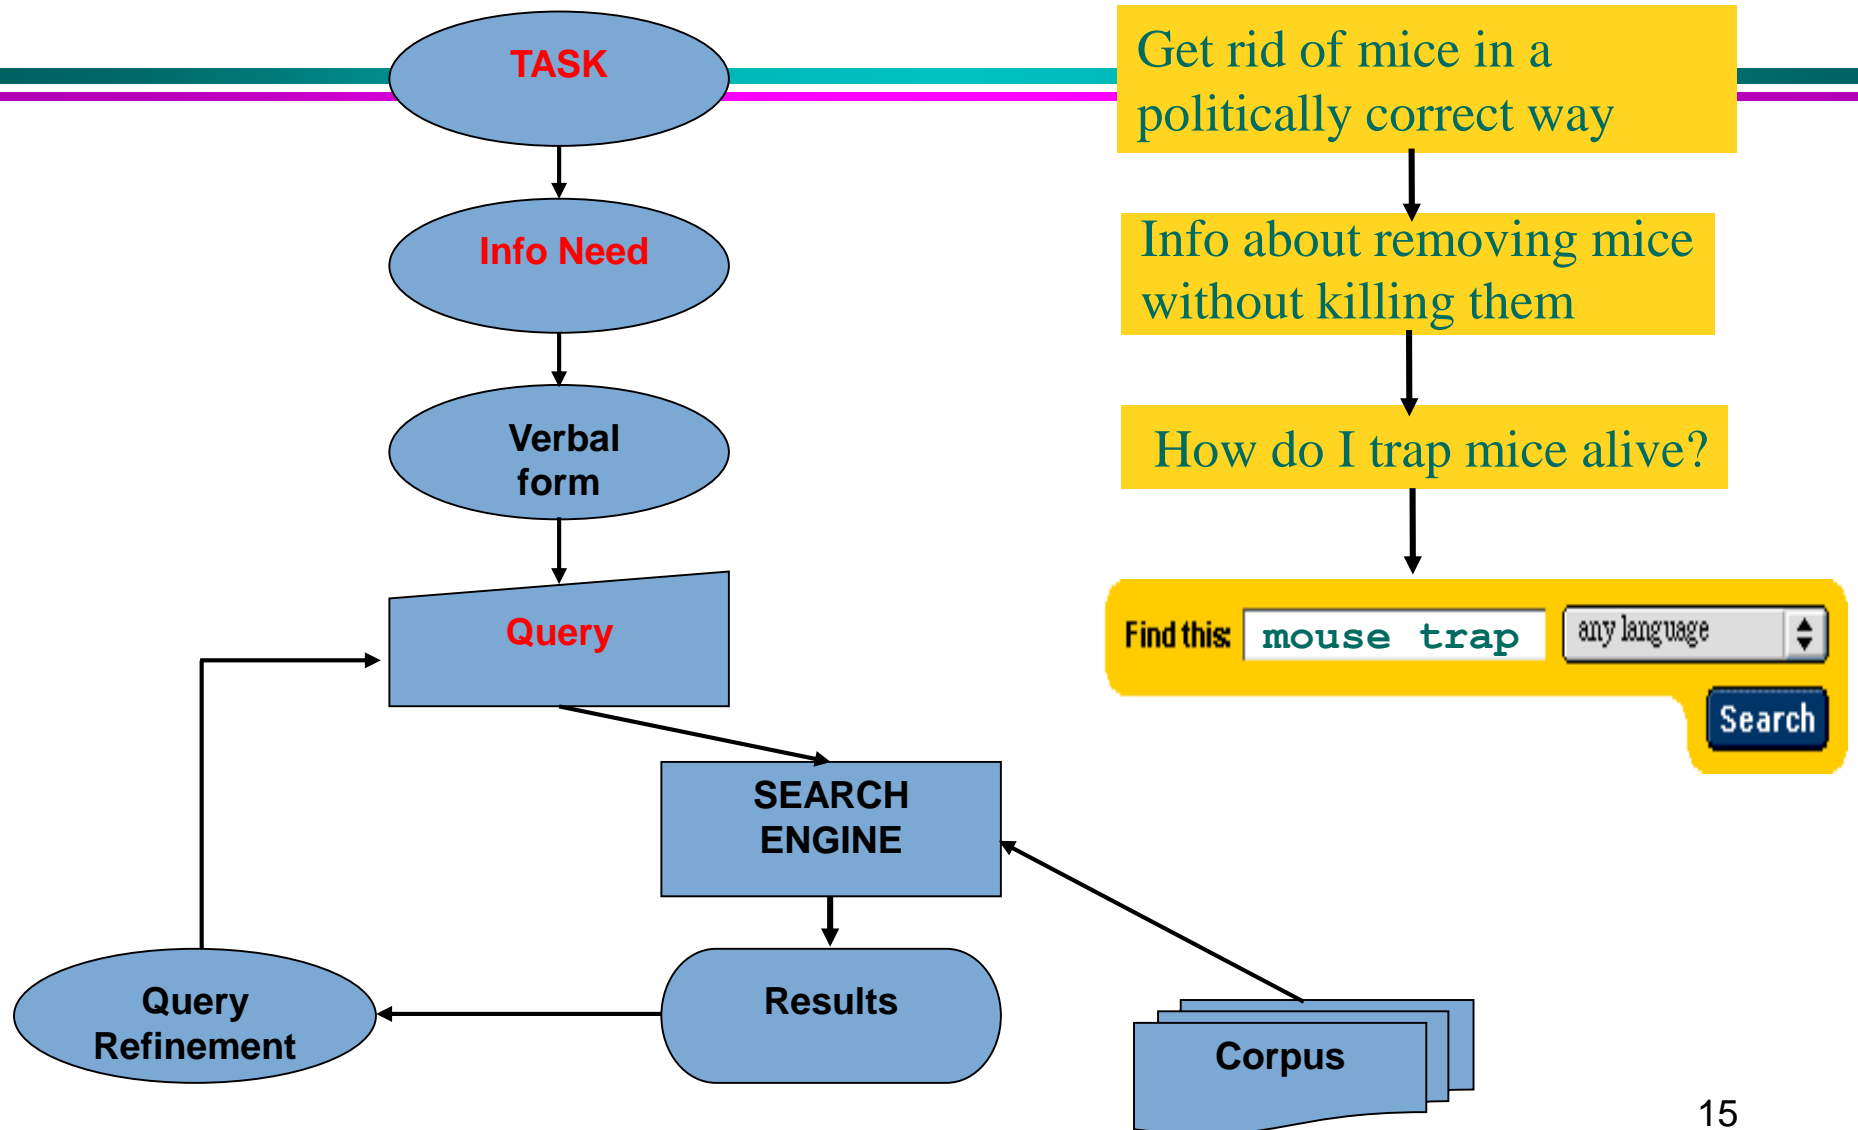 TASK
Info Need
Verbal
form
Query
SEARCH
ENGINE
Results
Query
Refinement
Corpus
Get rid of mice in a
politically correct way
Info about removing mice
without killing them
How do I trap mice alive?
Find this: mouse trap any language
Search
15